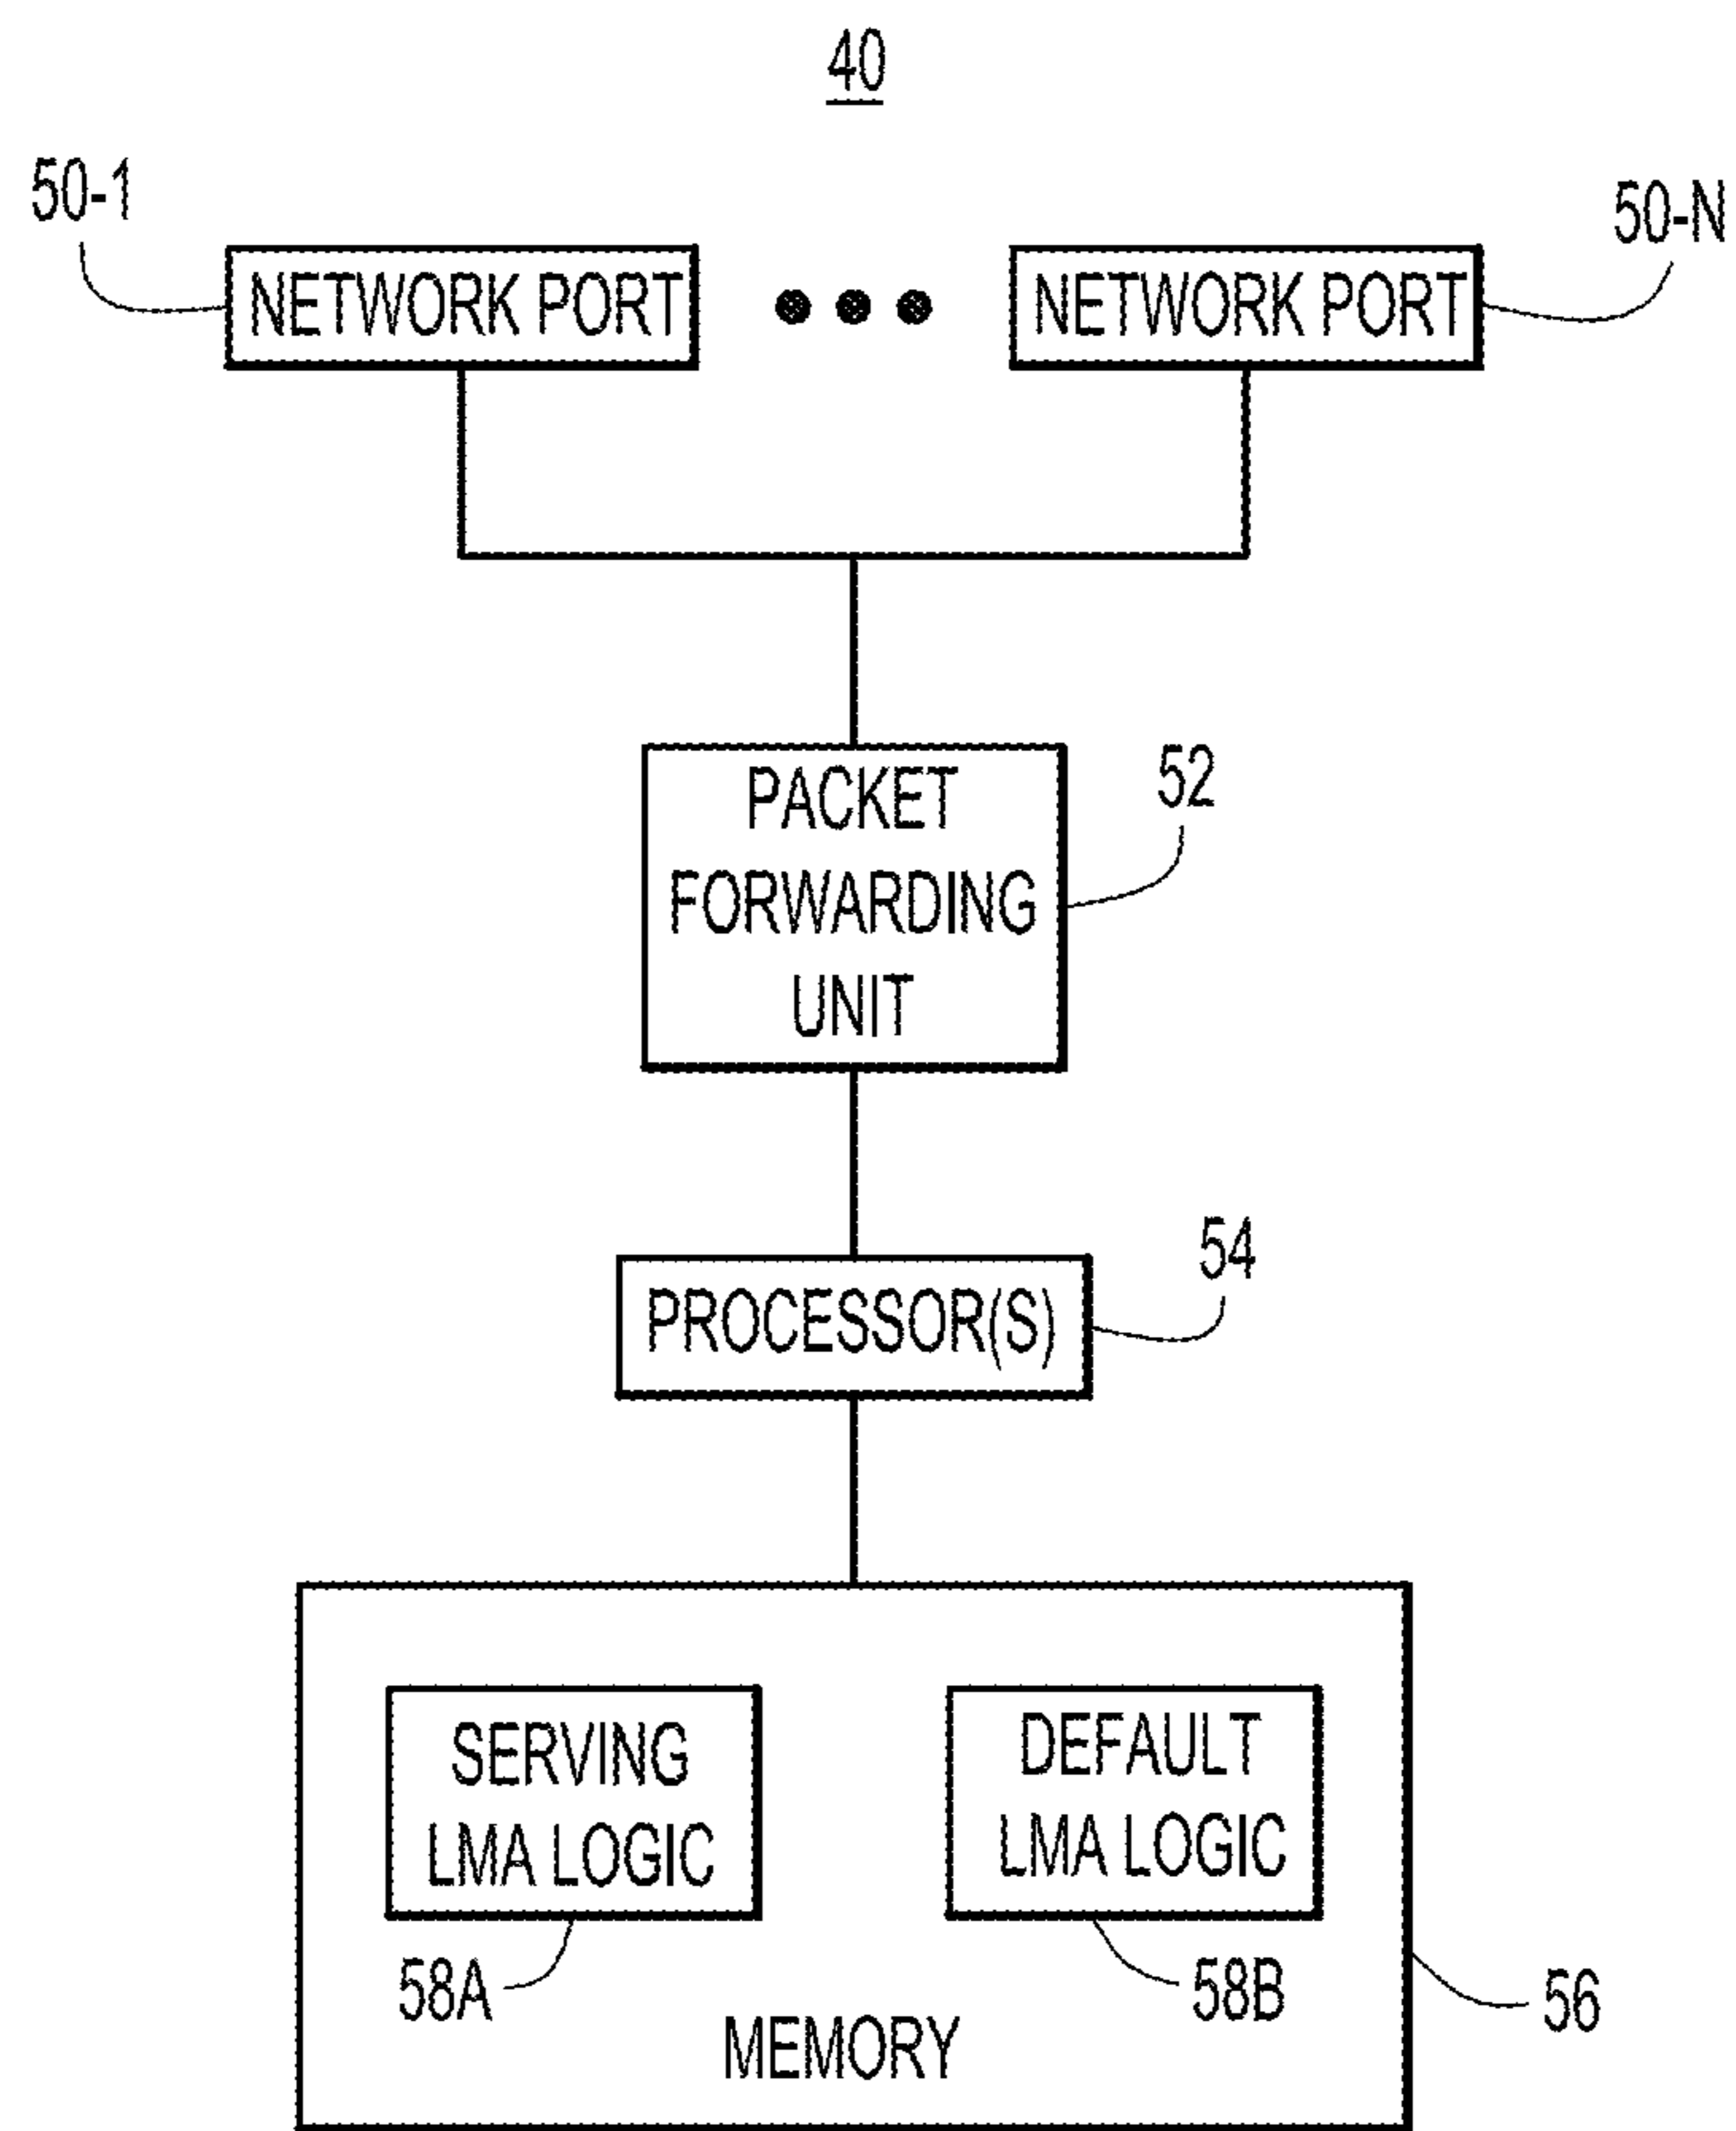 40
50-1
50-N
NETWORK PORT
NETWORK PORT
PACKET
FORWARDING
UNIT
52
54
PROCESSOR(S)
SERVING
LMA LOGIC
DEFAULT
LMA LOGIC
58A
58B
56
MEMORY